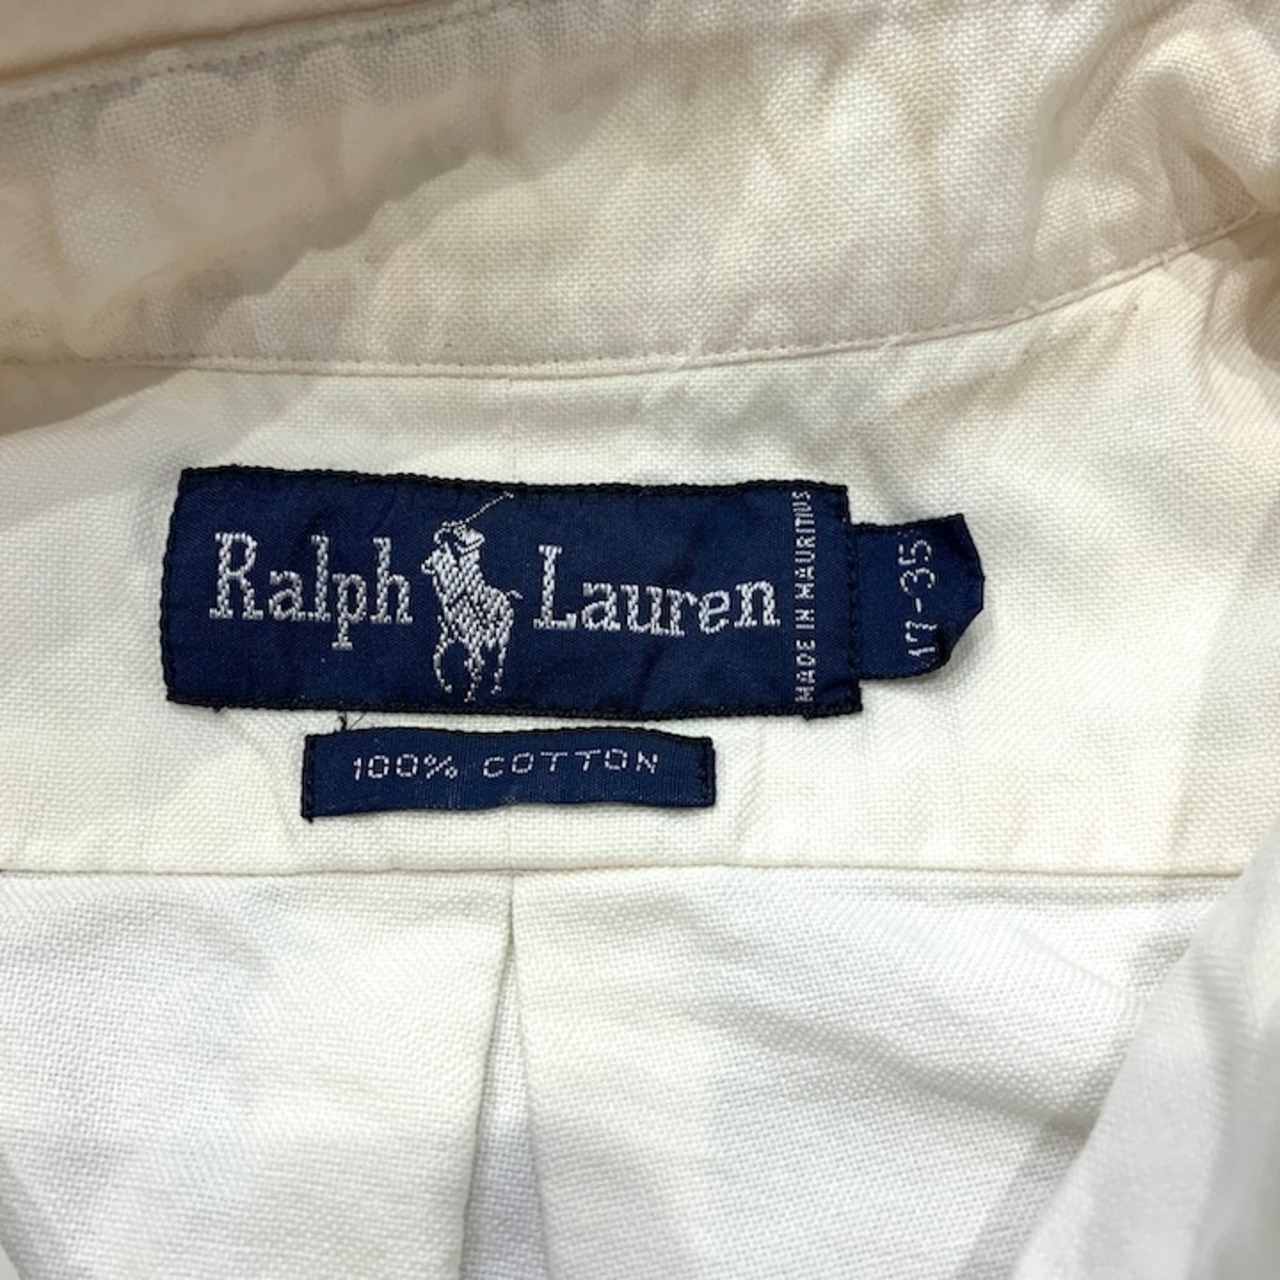 Ralph Lauren
MADE IN MAURITIUS
17-35
100% COTTON